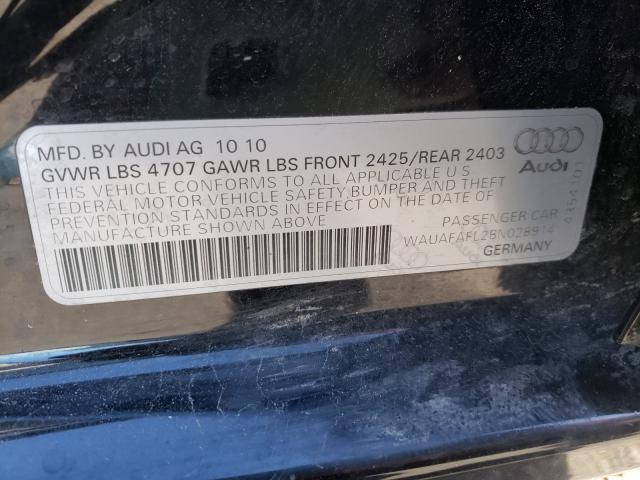 MFD. BY AUDI AG 10 10
GVWR LBS 4707 GAWR LBS FRONT 2425/REAR 2403
THIS VEHICLE CONFORMS TO ALL APPLICABLE U S
FEDERAL MOTOR VEHICLE SAFETY,BUMPER AND THEFT
PREVENTION STANDARDS IN EFFECT ON THE DATE OF
MANUFACTURE SHOWN ABOVE
PASSENGER CAR
WAUAFAFL2BN028914
GERMANY
Audi
4354101